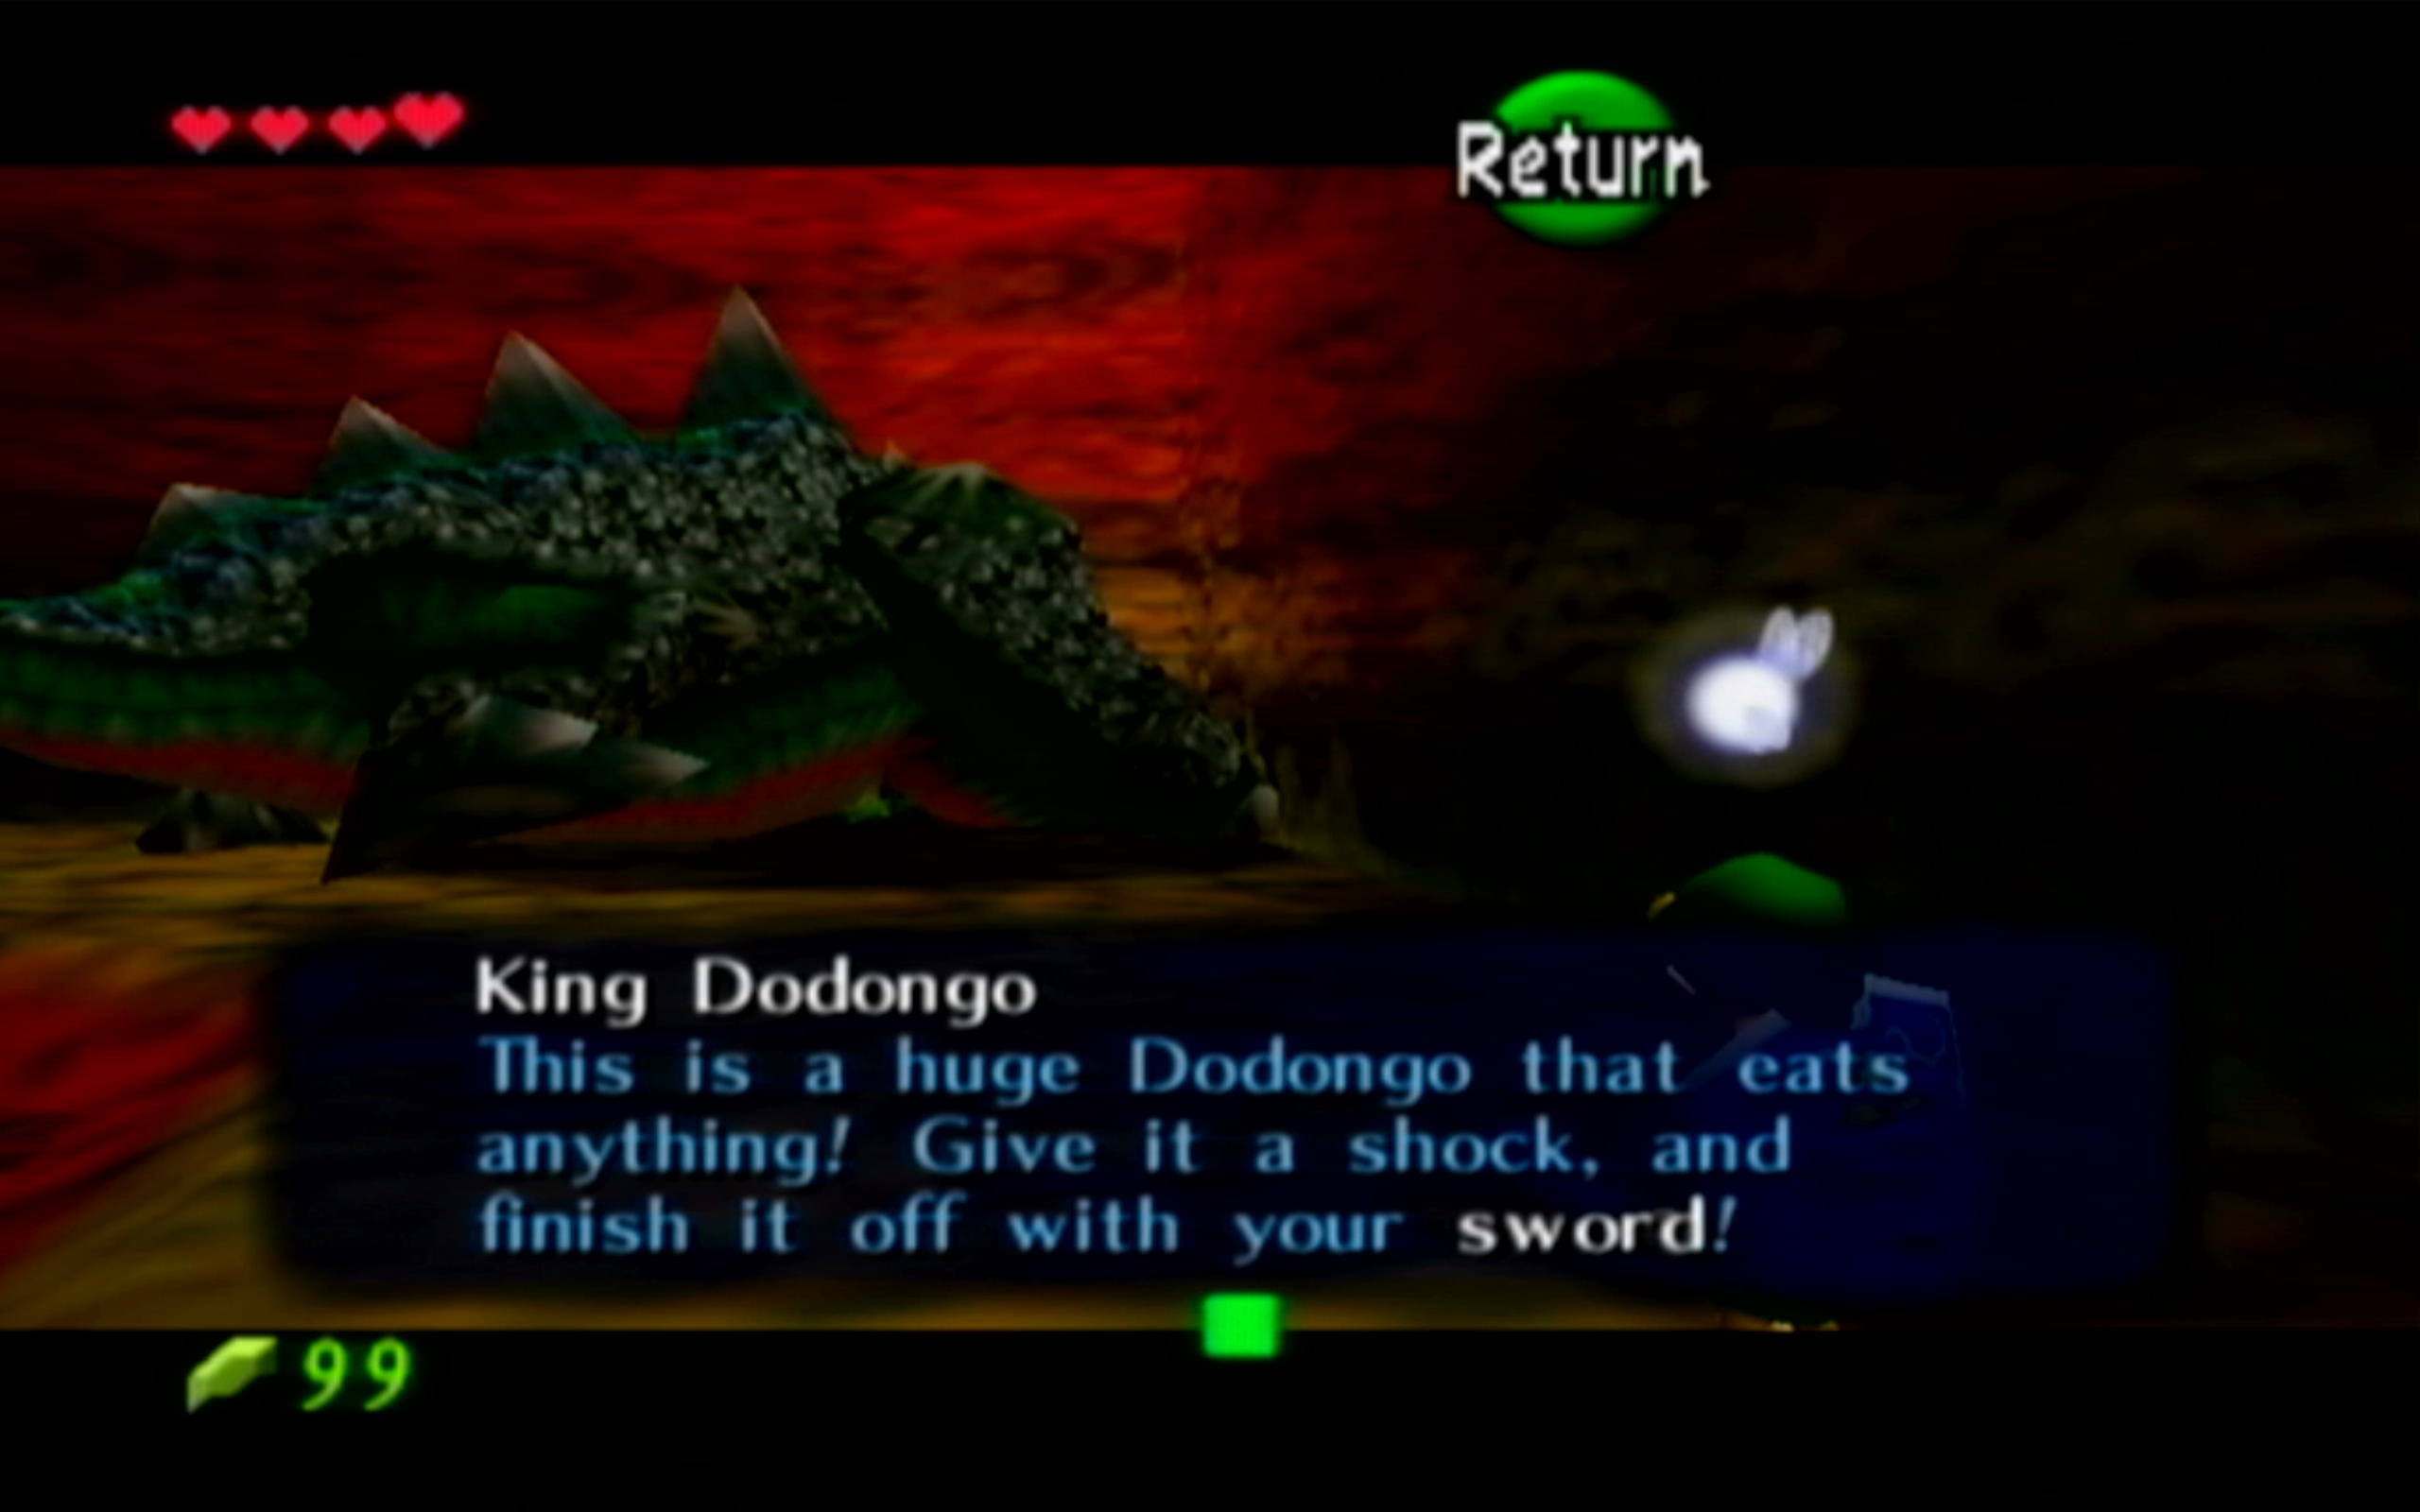 Return
King Dodongo
This is a huge Dodongo that eats
anything! Give it a shock, and
finish it off with your sword!
99